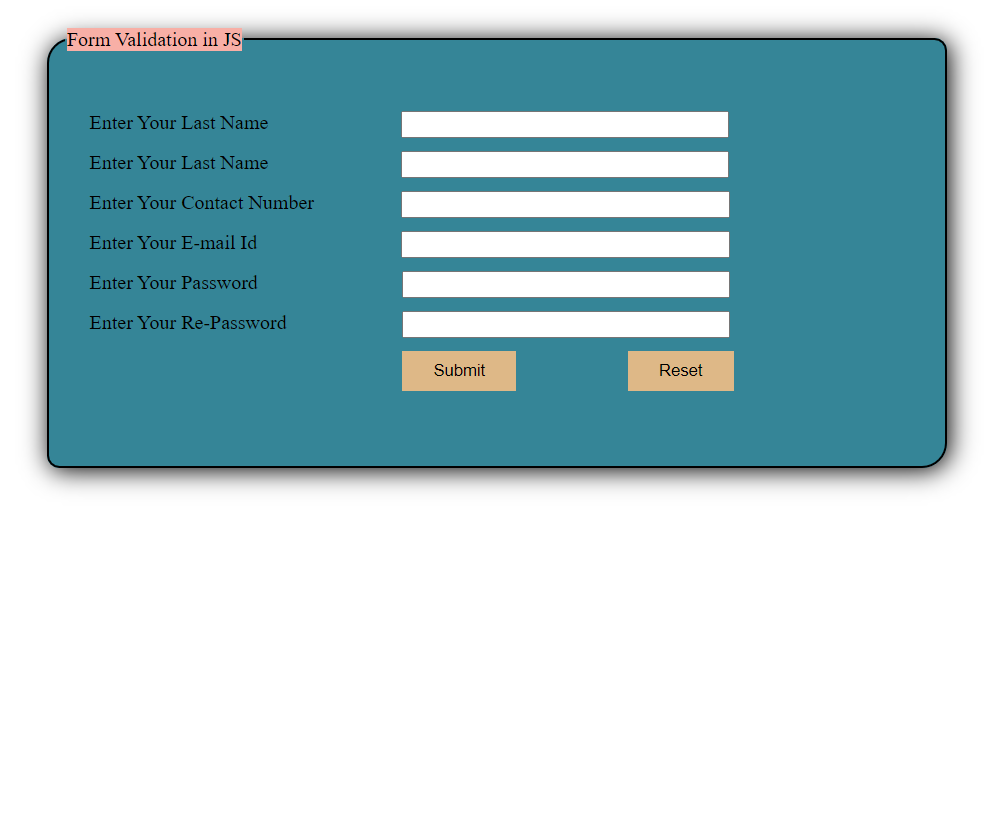 Form Validation in JS
Enter Your Last Name
Enter Your Last Name
Enter Your Contact Number
Enter Your E-mail Id
Enter Your Password
Enter Your Re-Password
Submit Reset